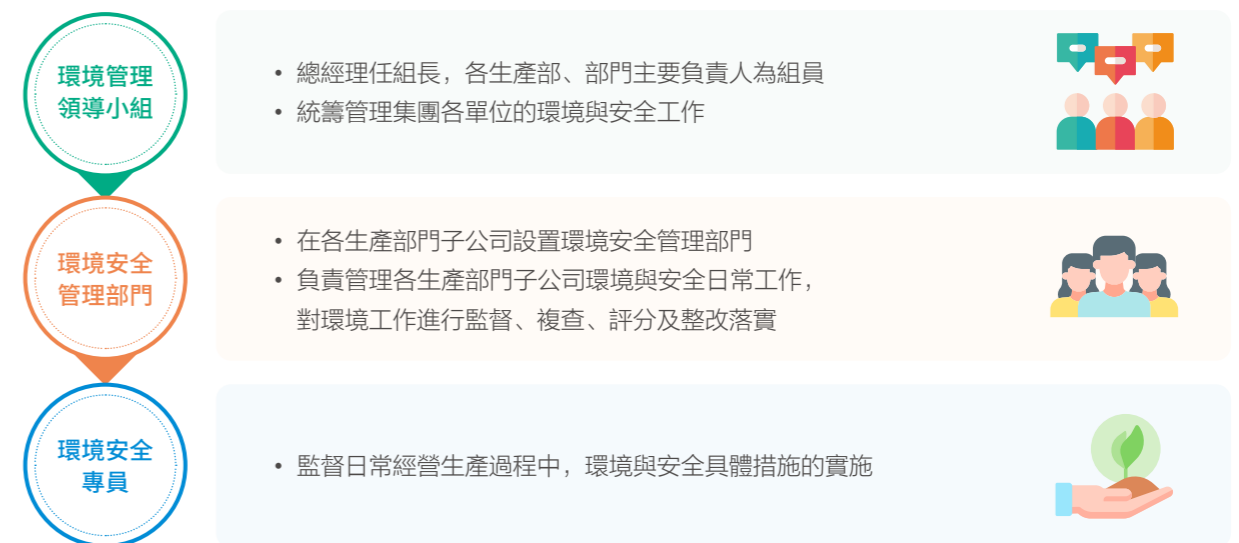 環境管理
領導小組
• 總經理任組長，各生產部、部門主要負責人為組員
• 統籌管理集團各單位的環境與安全工作
環境安全
管理部門
• 在各生產部門子公司設置環境安全管理部門
• 負責管理各生產部門子公司環境與安全日常工作，
對環境工作進行監督、複查、評分及整改落實
環境安全
專員
• 監督日常經營生產過程中，環境與安全具體措施的實施